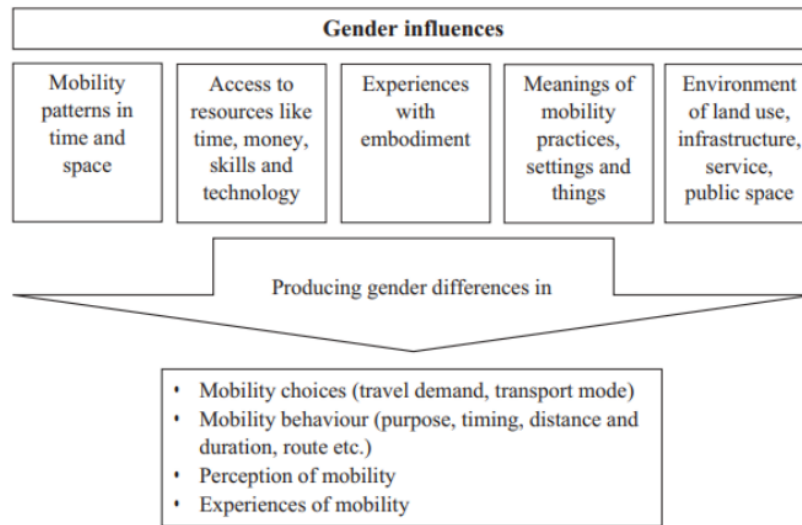 Gender influences
Mobility
patterns in
time and
space
Access to
resources like
time, money,
skills and
technology
Experiences
with
embodiment
Meanings of
mobility
practices,
settings and
things
Environment
of land use,
infrastructure,
service,
public space
Producing gender differences in
• Mobility choices (travel demand, transport mode)
• Mobility behaviour (purpose, timing, distance and
duration, route etc.)
• Perception of mobility
• Experiences of mobility